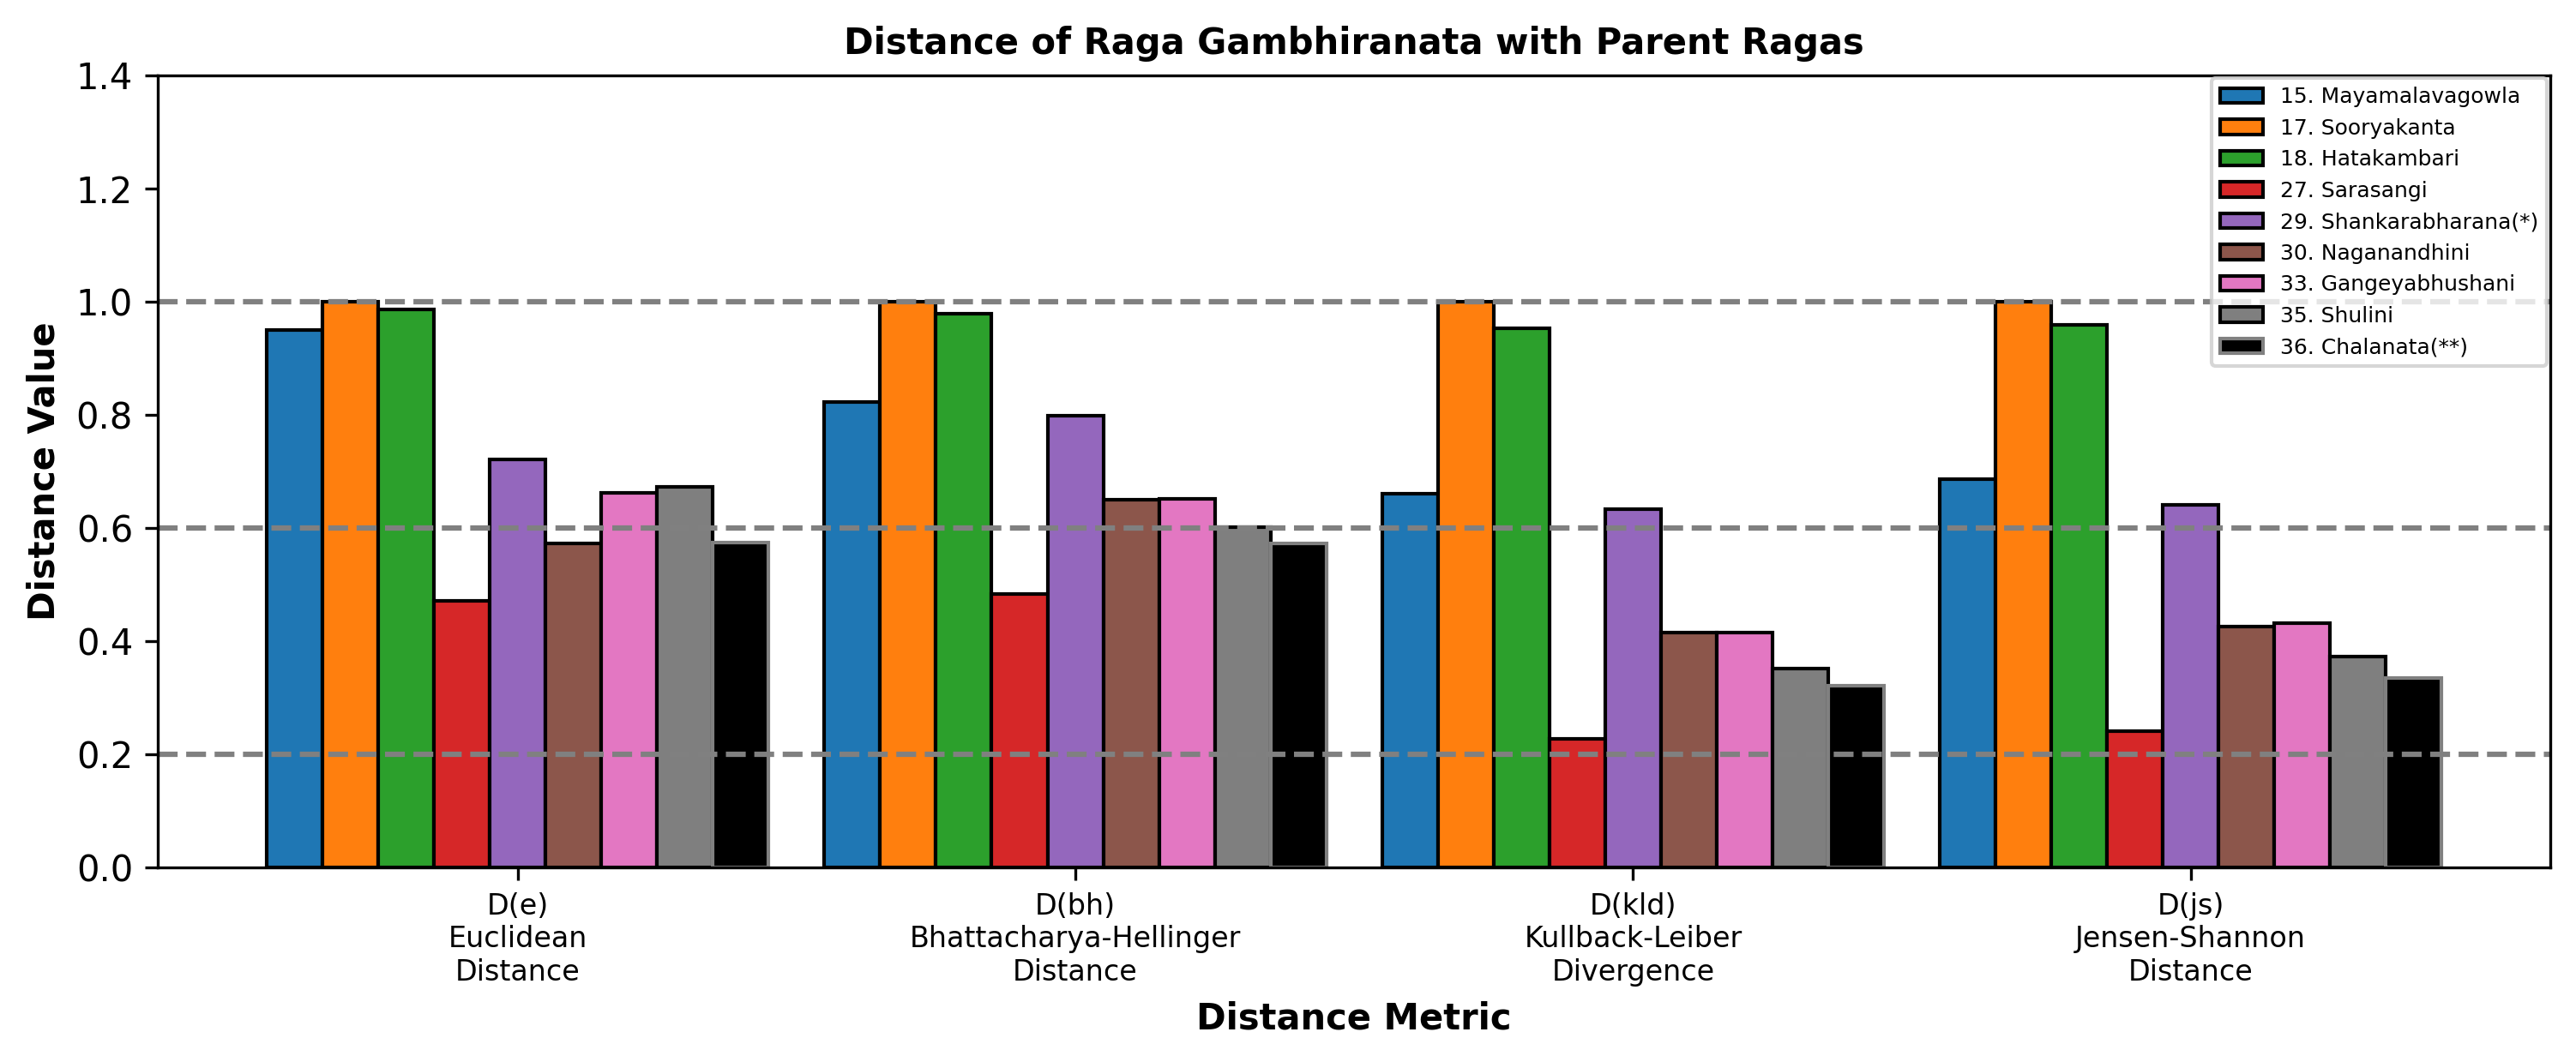 Distance of Raga Gambhiranata with Parent Ragas
1.4
1.2
1.0
0.8
0.6
0.4
0.2
0.0
Distance Value
15. Mayamalavagowla
17. Sooryakanta
18. Hatakambari
27. Sarasangi
29. Shankarabharana(*)
30. Naganandhini
33. Gangeyabhushani
35. Shulini
36. Chalanata(**)
D(e)
Euclidean
Distance
D(bh)
Bhattacharya-Hellinger
Distance
D(kld)
Kullback-Leiber
Divergence
D(js)
Jensen-Shannon
Distance
Distance Metric